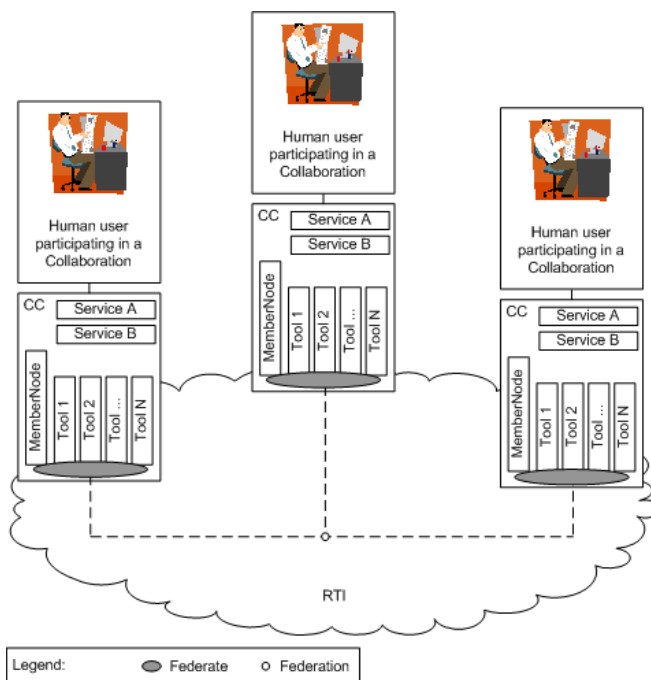 Human user
participating in a
Collaboration
CC
Service A
Service B
MemberNode
Tool 1
Tool 2
Tool ...
Tool N
Human user
participating in a
Collaboration
CC
Service A
Service B
MemberNode
Tool 1
Tool 2
Tool ...
Tool N
Human user
participating in a
Collaboration
CC
Service A
Service B
MemberNode
Tool 1
Tool 2
Tool ...
Tool N
RTI
Legend:
Federate
Federation